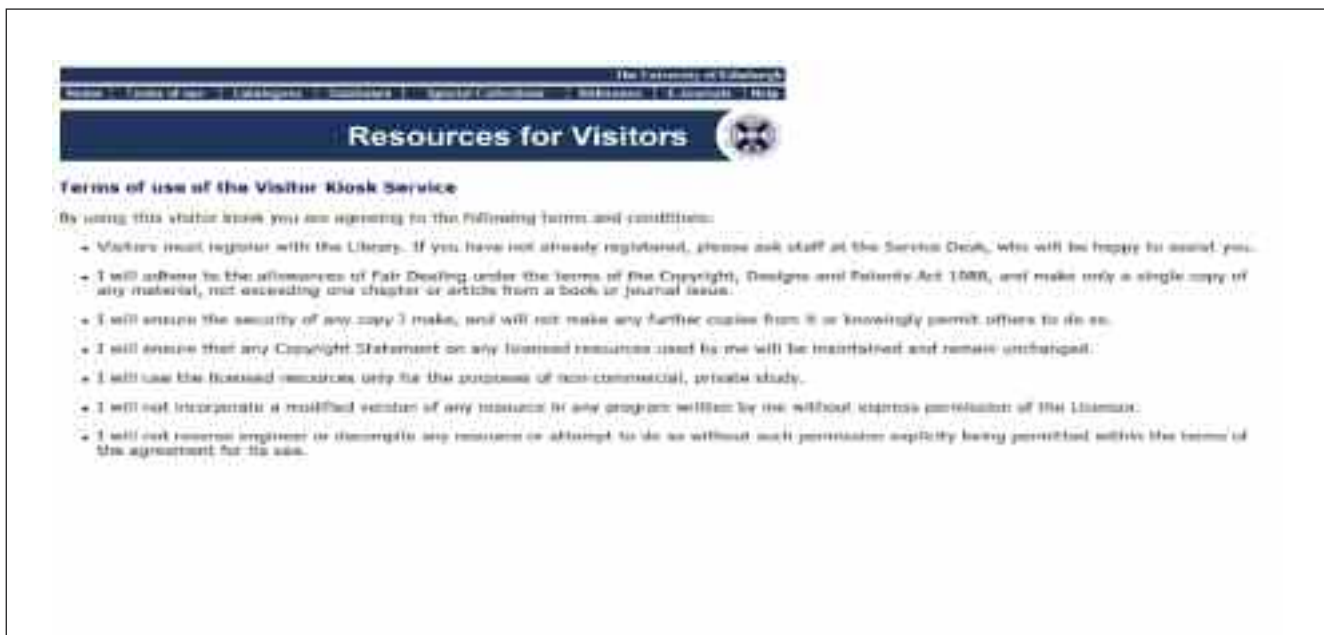 The University of Edinburgh
Home | Terms of use | Catalogues | Databases | Special Collections | Reference | E-journals | Help
Resources for Visitors
Terms of use of the Visitor Kiosk Service
By using this visitor kiosk you are agreeing to the following terms and conditions:
• Visitors must register with the Library. If you have not already registered, please ask staff at the Service Desk, who will be happy to assist you.
• I will adhere to the allowances of Fair Dealing under the terms of the Copyright, Designs and Patents Act 1988, and make only a single copy of
any material, not exceeding one chapter or article from a book or journal issue.
• I will ensure the security of any copy I make, and will not make any further copies from it or knowingly permit others to do so.
• I will ensure that any Copyright Statement on any licensed resources used by me will be maintained and remain unchanged.
• I will use the licensed resources only for the purposes of non-commercial, private study.
• I will not incorporate a modified version of any resource in any program written by me without express permission of the Licensor.
• I will not reverse engineer or decompile any resource or attempt to do so without such permission explicitly being permitted within the terms of
the agreement for its use.